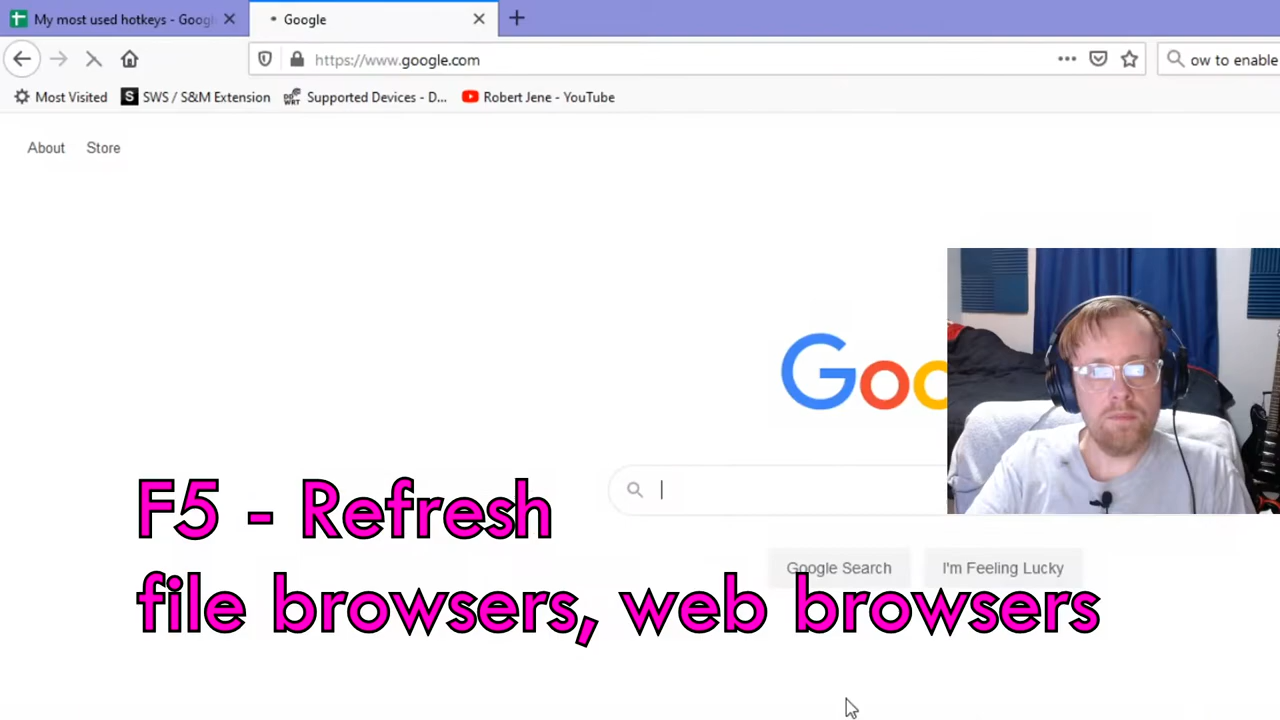 My most used hotkeys - Googl
Google
https://www.google.com
ow to enable
Most Visited
SWS / S&M Extension
Supported Devices - D...
Robert Jene - YouTube
About
Store
Goo
F5 - Refresh
Google Search
I'm Feeling Lucky
file browsers, web browsers